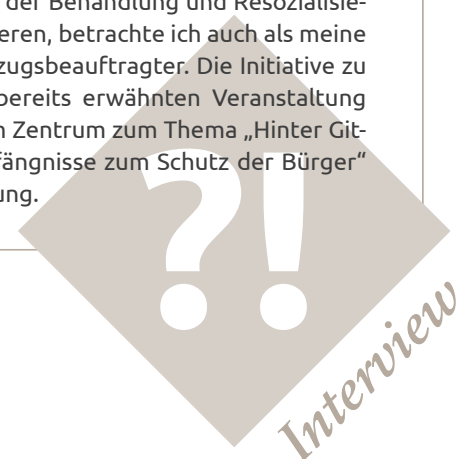 der Behandlung und Resozialisie-
eren, betrachte ich auch als meine
zugsbeauftragter. Die Initiative zu
bereits erwähnten Veranstaltung
Zentrum zum Thema „Hinter Git-
fängnisse zum Schutz der Bürger“
ung.
?!
Interview